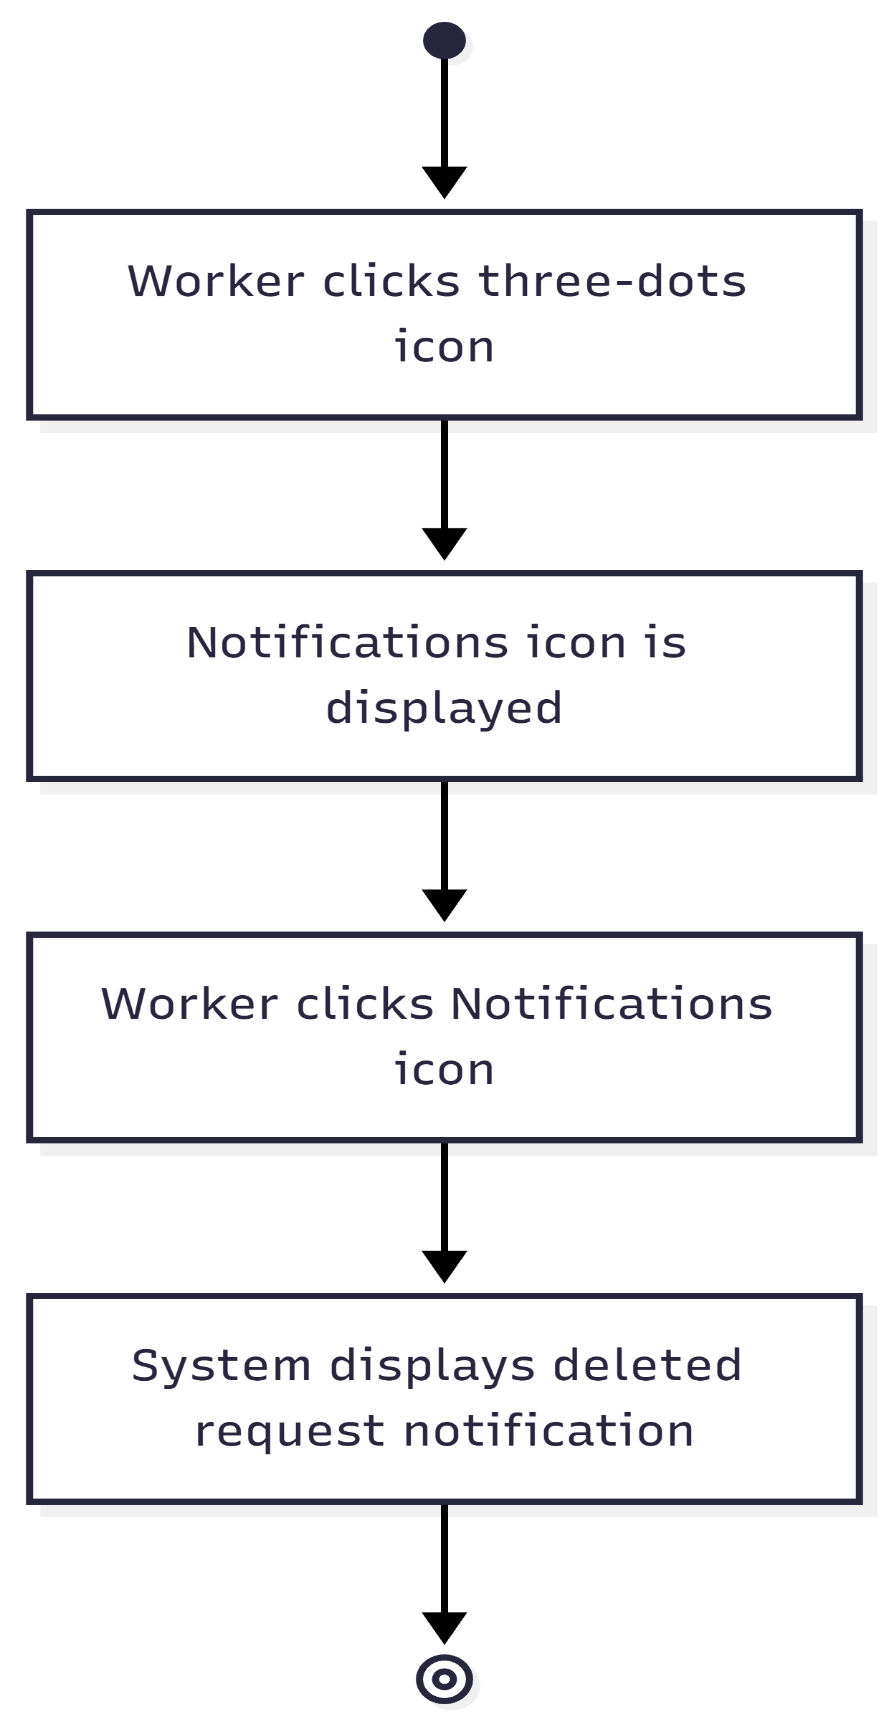 Worker clicks three-dots
icon
Notifications icon is
displayed
Worker clicks Notifications
icon
System displays deleted
request notification